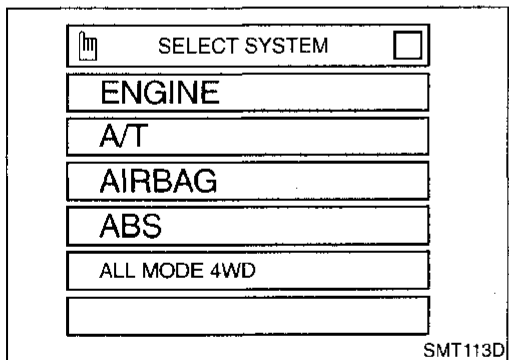 SELECT SYSTEM
ENGINE
A/T
AIRBAG
ABS
ALL MODE 4WD
SMT113D